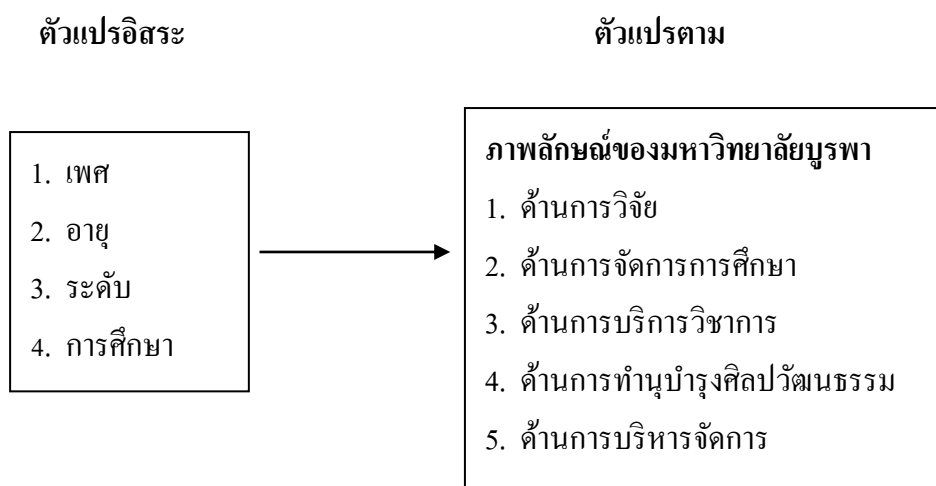 ตัวแปรอิสระ
ตัวแปรตาม
1. เพศ
2. อายุ
3. ระดับ
4. การศึกษา
ภาพลักษณ์ของมหาวิทยาลัยบูรพา
1. ด้านการวิจัย
2. ด้านการจัดการการศึกษา
3. ด้านการบริการวิชาการ
4. ด้านการทำนุบำรุงศิลปวัฒนธรรม
5. ด้านการบริหารจัดการ